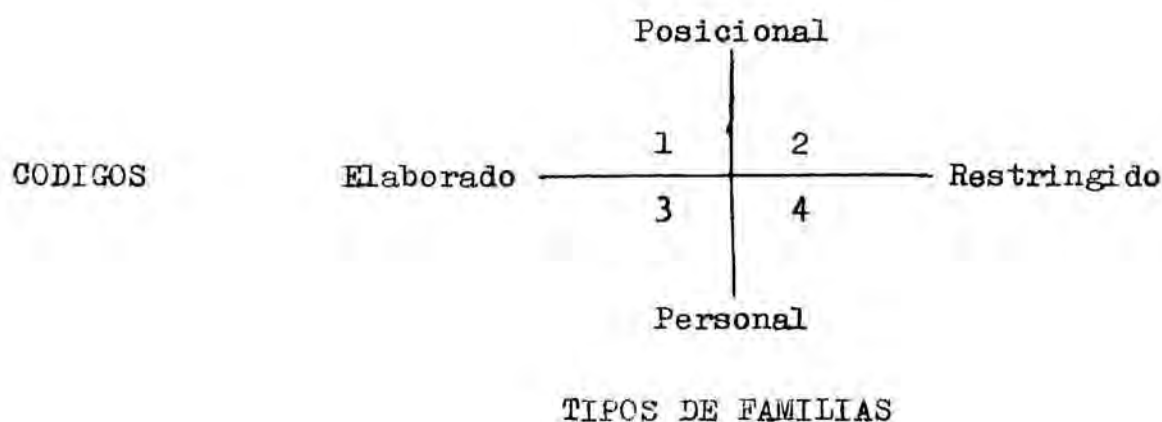 Posicional
1 2
CODIGOS Elaborado Restringido
3 4
Personal
TIPOS DE FAMILIAS